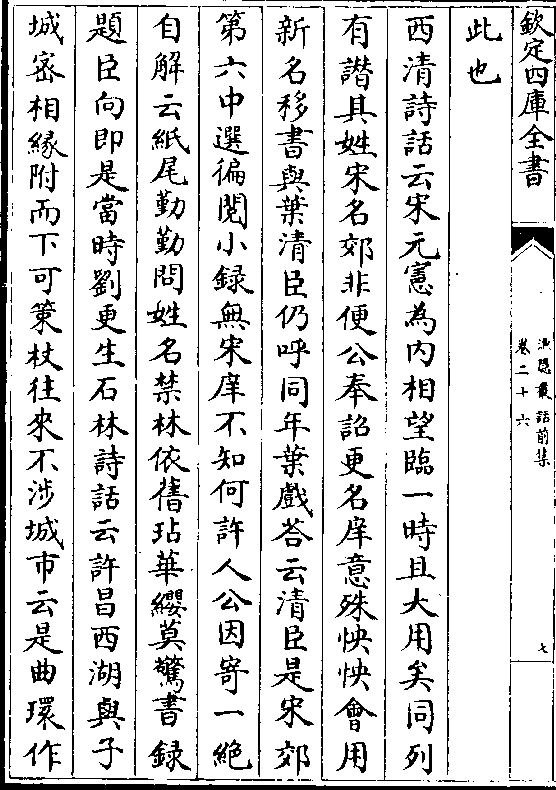 欽定四庫全書
漁隱叢話前集
卷二十六
七
此也
西清詩話云宋元憲為内相望臨一時且大用矣同列
有譖其姓宋名郊非便公奉詔更名庠意殊怏怏會用
新名移書與葉清臣仍呼同年葉戲荅云清臣是宋郊
第六中選徧閲小録無宋庠不知何許人公因寄一絶
自解云紙尾勤勤問姓名禁林依舊玷華纓莫驚書録
題臣向即是當時劉更生石林詩話云許昌西湖與子
城宻相縁附而下可策杖往來不渉城市云是曲環作